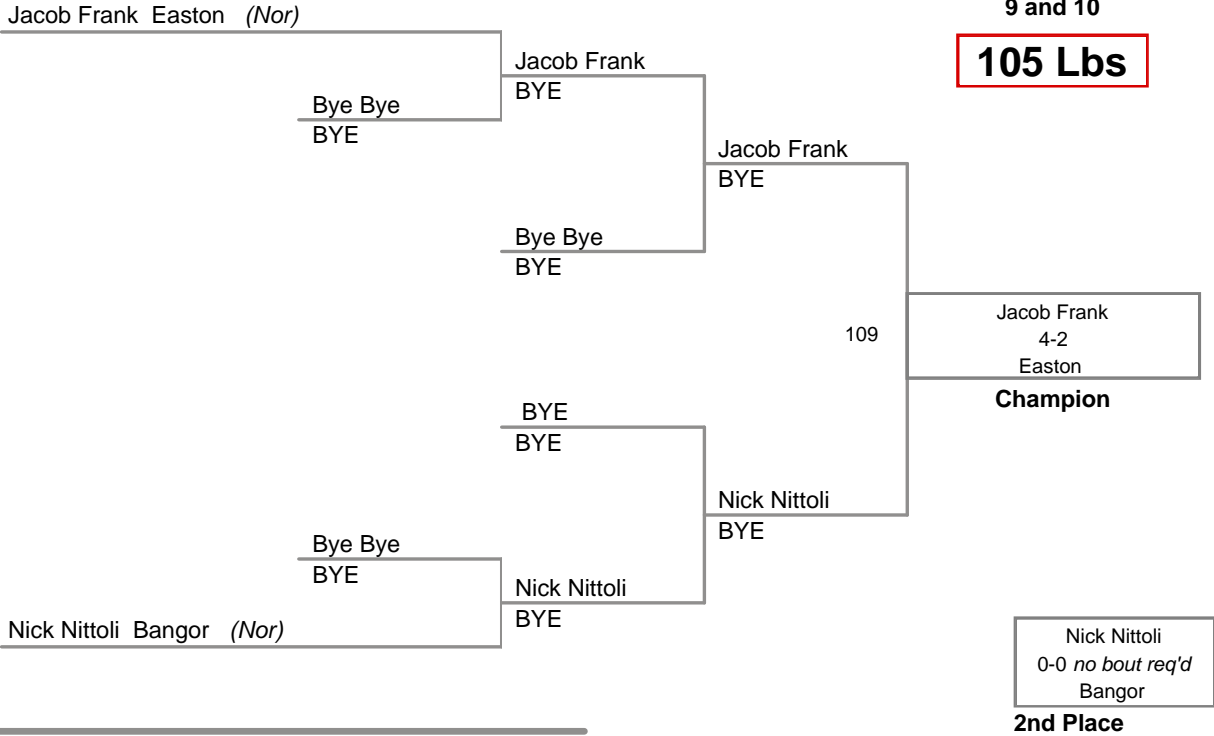 Jacob Frank Easton (Nor)
9 and 10
105 Lbs
Jacob Frank
BYE
Bye Bye
BYE
Jacob Frank
BYE
Bye Bye
BYE
109
Jacob Frank
4-2
Easton
Champion
BYE
BYE
Nick Nittoli
BYE
Bye Bye
BYE
Nick Nittoli
BYE
Nick Nittoli Bangor (Nor)
Nick Nittoli
0-0 no bout req'd
Bangor
2nd Place